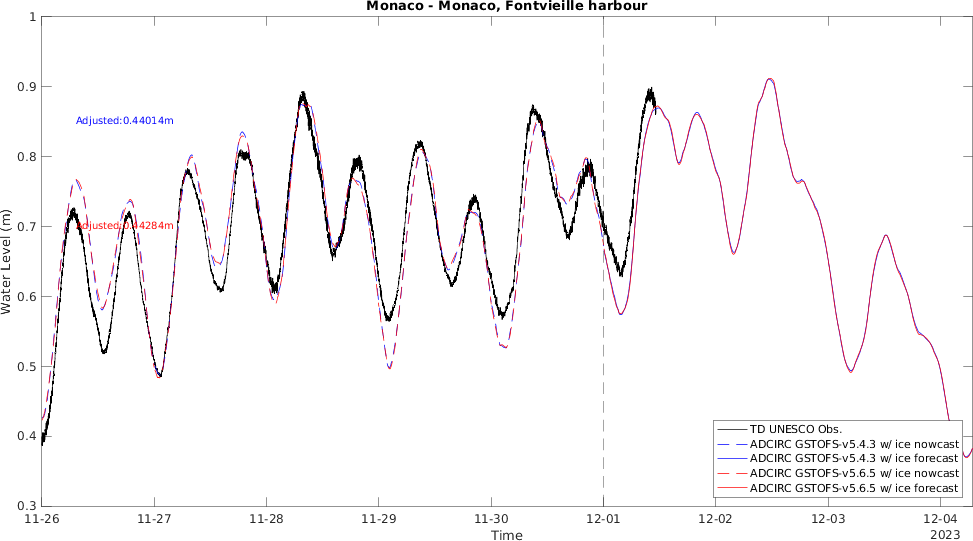 Monaco - Monaco, Fontvieille harbour
1
0.9
0.8
0.7
0.6
0.5
0.4
0.3
Water Level (m)
Adjusted:0.44014m
Adjusted:0.44284m
TD UNESCO Obs.
ADCIRC GSTOFS-v5.4.3 w/ ice nowcast
ADCIRC GSTOFS-v5.4.3 w/ ice forecast
ADCIRC GSTOFS-v5.6.5 w/ ice nowcast
ADCIRC GSTOFS-v5.6.5 w/ ice forecast
11-26 11-27 11-28 11-29 11-30 12-01 12-02 12-03 12-04
Time 2023